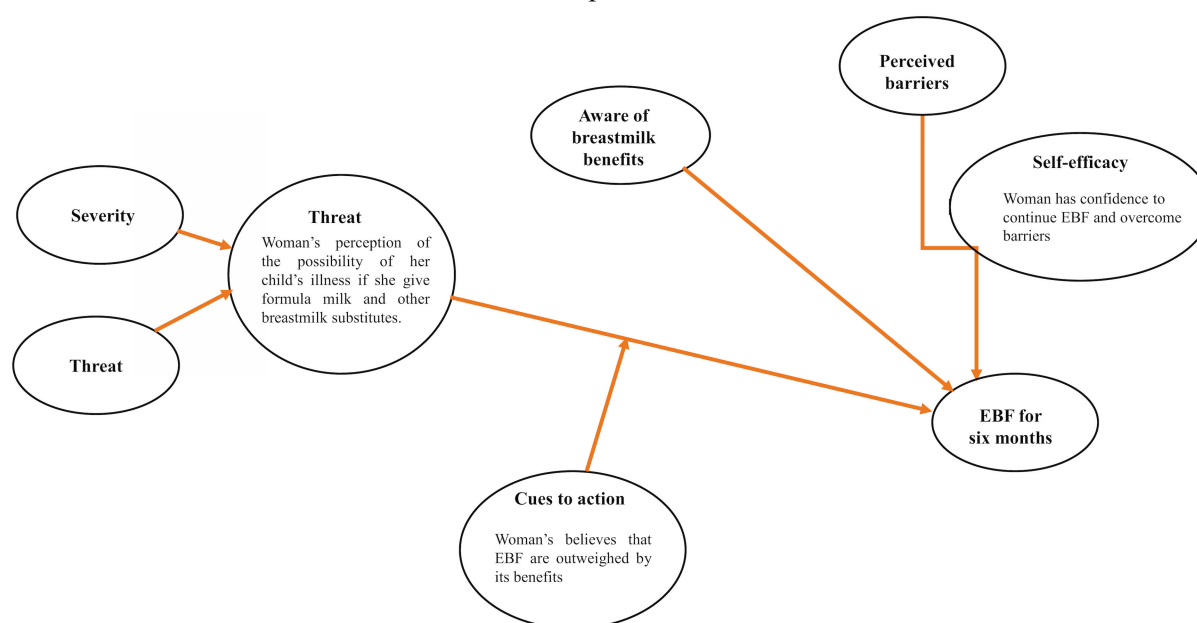 Perceived
barriers
Aware of
breastmilk
benefits
Self-efficacy
Woman has confidence to
continue EBF and overcome
barriers
Severity
Threat
Woman's perception of
the possibility of her
child's illness if she give
formula milk and other
breastmilk substitutes.
Threat
EBF for
six months
Cues to action
Woman's believes that
EBF are outweighed by
its benefits